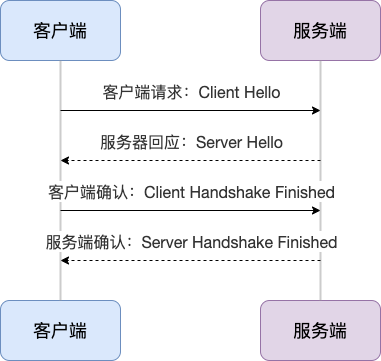 客户端
服务端
客户端请求：Client Hello
服务器回应：Server Hello
客户端确认：Client Handshake Finished
服务端确认：Server Handshake Finished
客户端
服务端